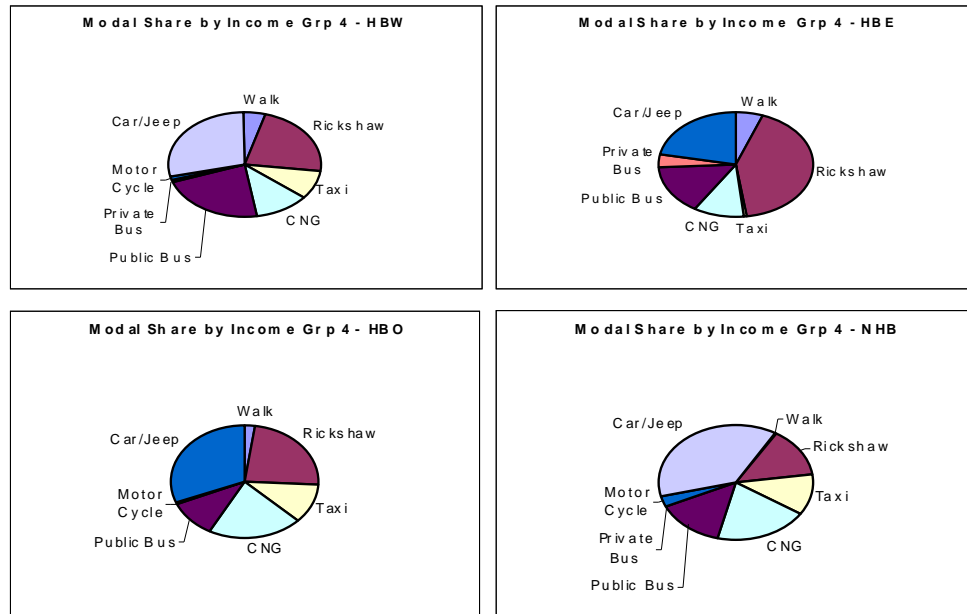 Modal Share by Income Grp 4 - HBW
Walk
Car/Jeep
Rickshaw
Motor
Cycle
Taxi
Private
Bus
CNG
Public Bus
Modal Share by Income Grp 4 - HBE
Car/Jeep
Walk
Private
Bus
Rickshaw
Public Bus
CNG
Taxi
Modal Share by Income Grp 4 - HBO
Walk
Car/Jeep
Rickshaw
Motor
Cycle
Taxi
Public Bus
CNG
Modal Share by Income Grp 4 - NHB
Car/Jeep
Walk
Rickshaw
Motor
Cycle
Taxi
Private
Bus
CNG
Public Bus